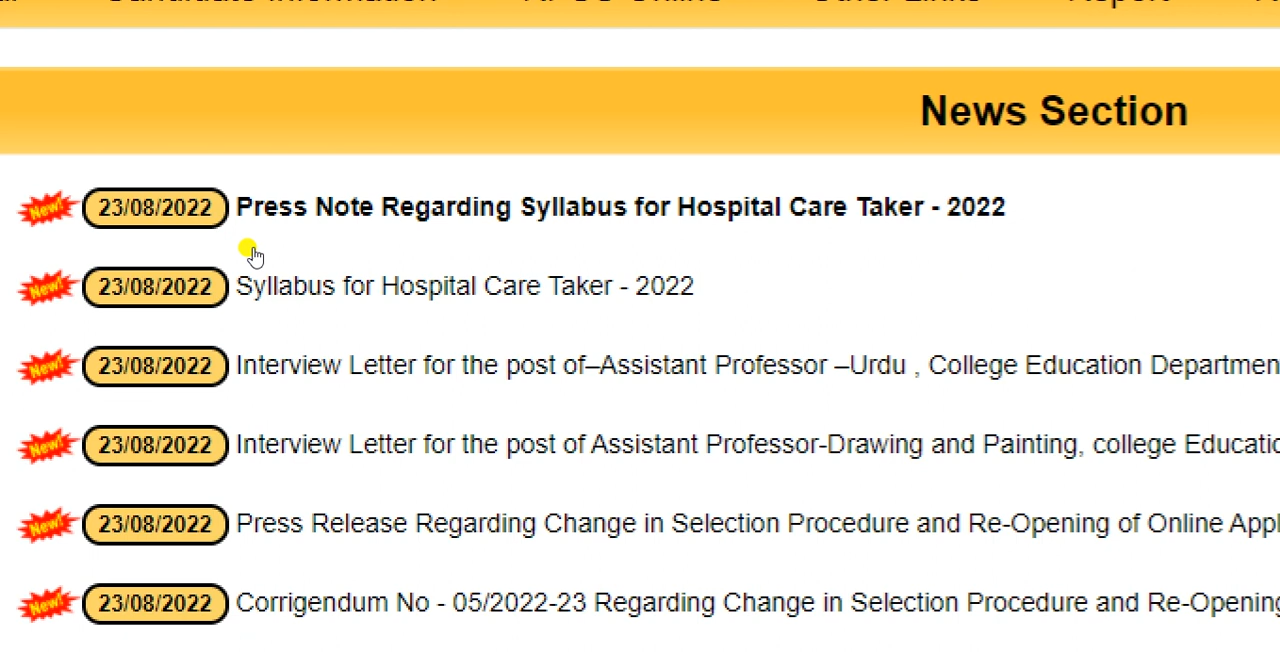 News Section
New! 23/08/2022 Press Note Regarding Syllabus for Hospital Care Taker - 2022
New! 23/08/2022 Syllabus for Hospital Care Taker - 2022
New! 23/08/2022 Interview Letter for the post of–Assistant Professor –Urdu , College Education Departmen
New! 23/08/2022 Interview Letter for the post of Assistant Professor-Drawing and Painting, college Educatio
New! 23/08/2022 Press Release Regarding Change in Selection Procedure and Re-Opening of Online Appl
New! 23/08/2022 Corrigendum No - 05/2022-23 Regarding Change in Selection Procedure and Re-Opening